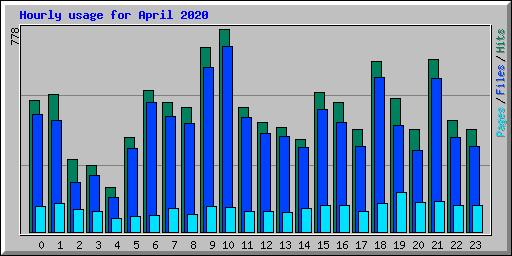 Hourly usage for April 2020
778
Pages/Files/Hits
0 1 2 3 4 5 6 7 8 9 10 11 12 13 14 15 16 17 18 19 20 21 22 23